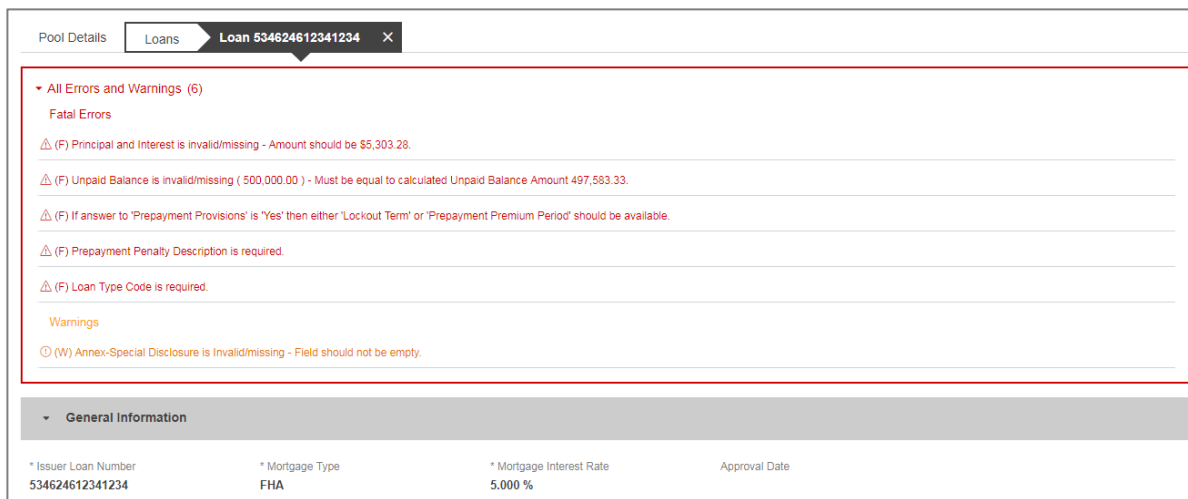 Pool Details Loans Loan 534624612341234 ×
All Errors and Warnings (6)
Fatal Errors
(F) Principal and Interest is invalid/missing - Amount should be $5,303.28.
(F) Unpaid Balance is invalid/missing ( 500,000.00 ) - Must be equal to calculated Unpaid Balance Amount 497,583.33.
(F) If answer to 'Prepayment Provisions' is 'Yes' then either 'Lockout Term' or 'Prepayment Premium Period' should be available.
(F) Prepayment Penalty Description is required.
(F) Loan Type Code is required.
Warnings
(W) Annex-Special Disclosure is Invalid/missing - Field should not be empty.
General Information
* Issuer Loan Number * Mortgage Type * Mortgage Interest Rate Approval Date
534624612341234 FHA 5.000 %